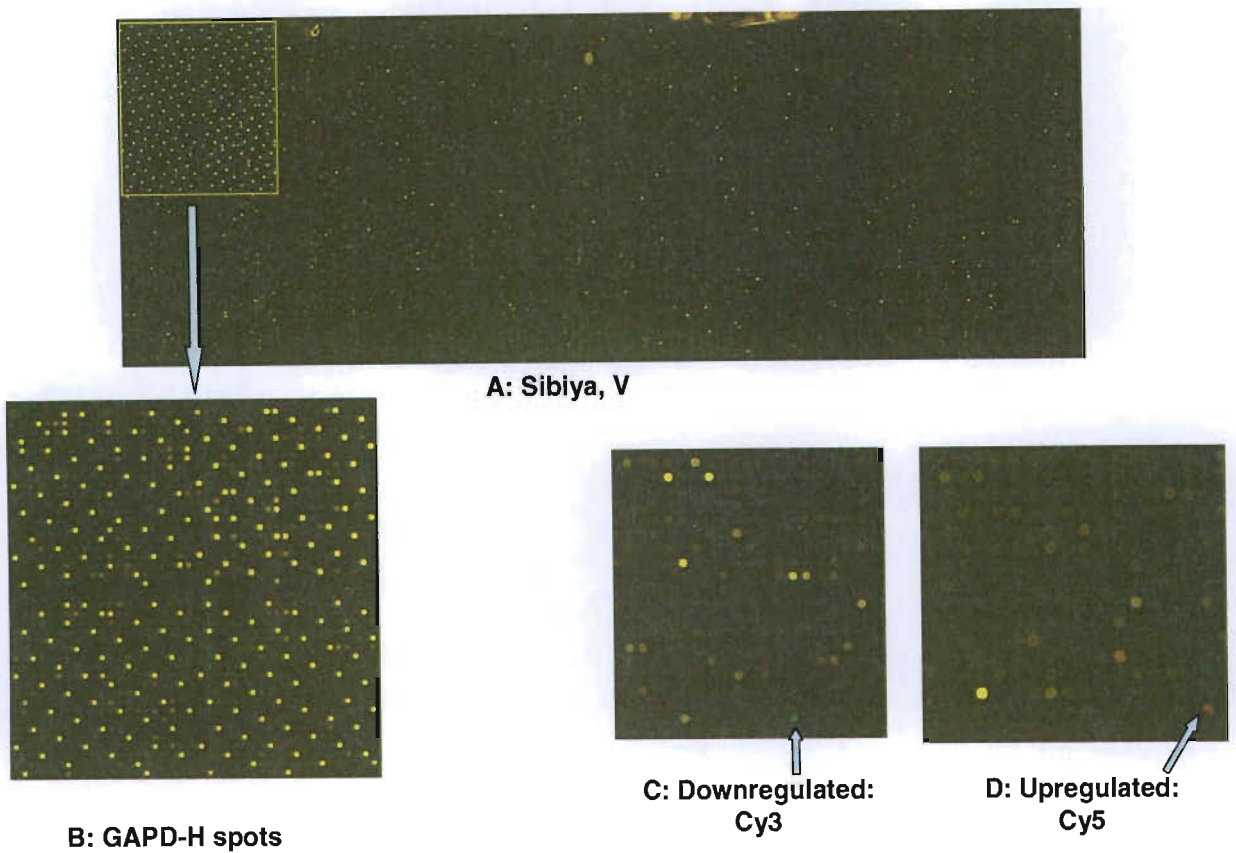 A: Sibiya, V
B: GAPD-H spots
C: Downregulated:
Cy3
D: Upregulated:
Cy5